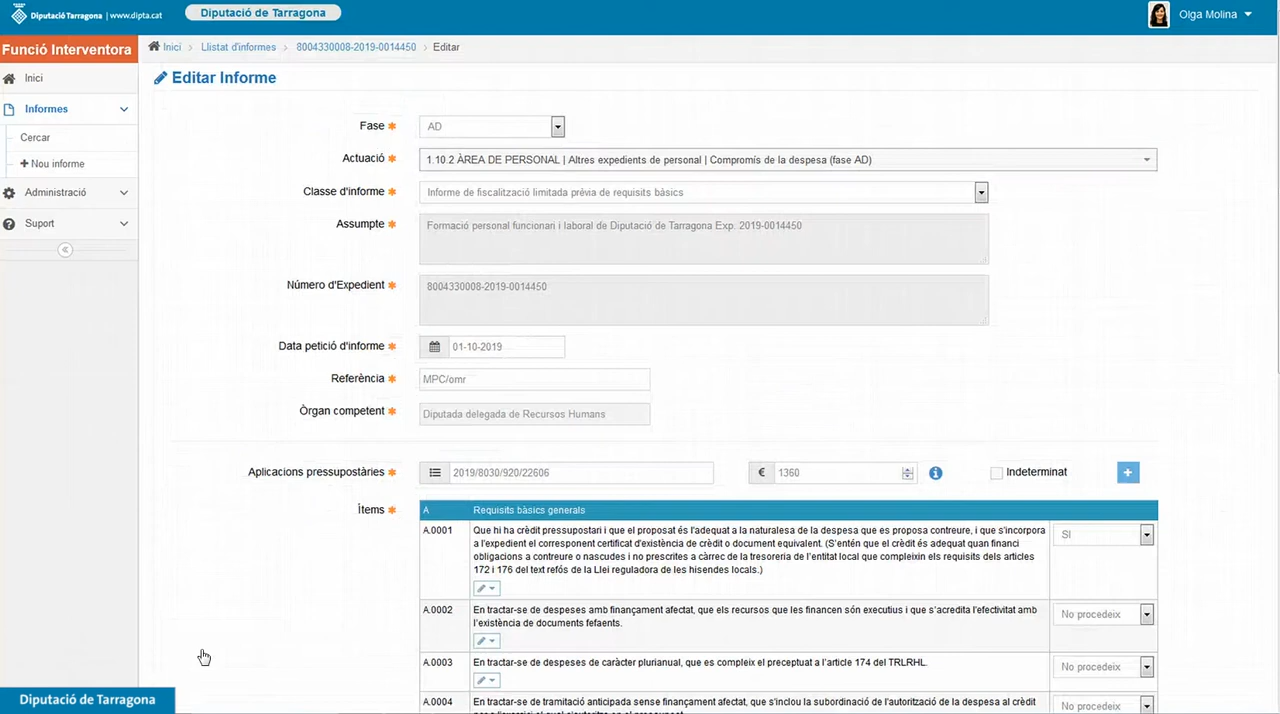 Diputació Tarragona | www.dipta.cat
Diputació de Tarragona
Olga Molina
Funció Interventora
Inici > Llistat d'informes > 8004330008-2019-0014450 > Editar
Inici
Informes
Cercar
Nou informe
Administració
Suport
Editar Informe
Fase AD
Actuació 1.10.2 ÀREA DE PERSONAL | Altres expedients de personal | Compromís de la despesa (fase AD)
Classe d'informe Informe de fiscalització limitada prèvia de requisits bàsics
Assumpte Formació personal funcionari i laboral de Diputació de Tarragona Exp. 2019-0014450
Número d'Expedient 8004330008-2019-0014450
Data petició d'informe 01-10-2019
Referència MPC/omr
Òrgan competent Diputada delegada de Recursos Humans
Aplicacions pressupostàries 2019/8030/920/22606 € 1360 Indeterminat
Ítems A Requisits bàsics generals
A.0001 Que hi ha crèdit pressupostari i que el proposat és l'adequat a la naturalesa de la despesa que es proposa contreure, i que s'incorpora SI
a l'expedient el corresponent certificat d'existència de crèdit o document equivalent. (S'entén que el crèdit és adequat quan financi
obligacions a contreure o nascudes i no prescrites a càrrec de la tresoreria de l'entitat local que compleixin els requisits dels articles
172 i 176 del text refós de la Llei reguladora de les hisendes locals.)
A.0002 En tractar-se de despeses amb finançament afectat, que els recursos que les financen són executius i que s'acredita l'efectivitat amb No procedeix
l'existència de documents fefaents.
A.0003 En tractar-se de despeses de caràcter plurianual, que es compleix el preceptuat a l'article 174 del TRLRHL. No procedeix
A.0004 En tractar-se de tramitació anticipada sense finançament afectat, que s'inclou la subordinació de l'autorització de la despesa al crèdit No procedeix
Diputació de Tarragona